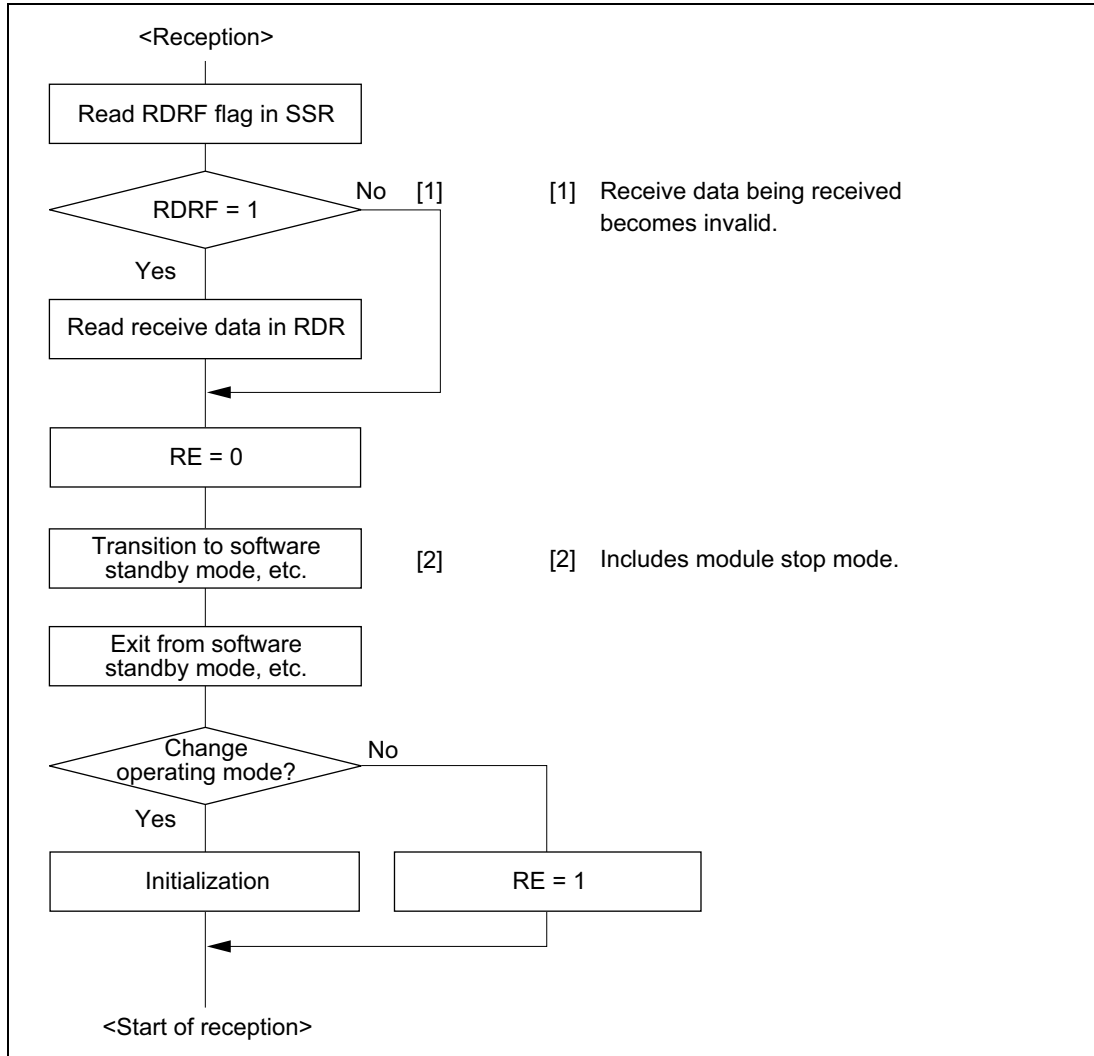 <Reception>
Read RDRF flag in SSR
No [1] [1] Receive data being received
RDRF = 1
becomes invalid.
Yes
Read receive data in RDR
RE = 0
Transition to software
standby mode, etc.
[2] [2] Includes module stop mode.
Exit from software
standby mode, etc.
Change
operating mode?
No
Yes
Initialization
RE = 1
<Start of reception>